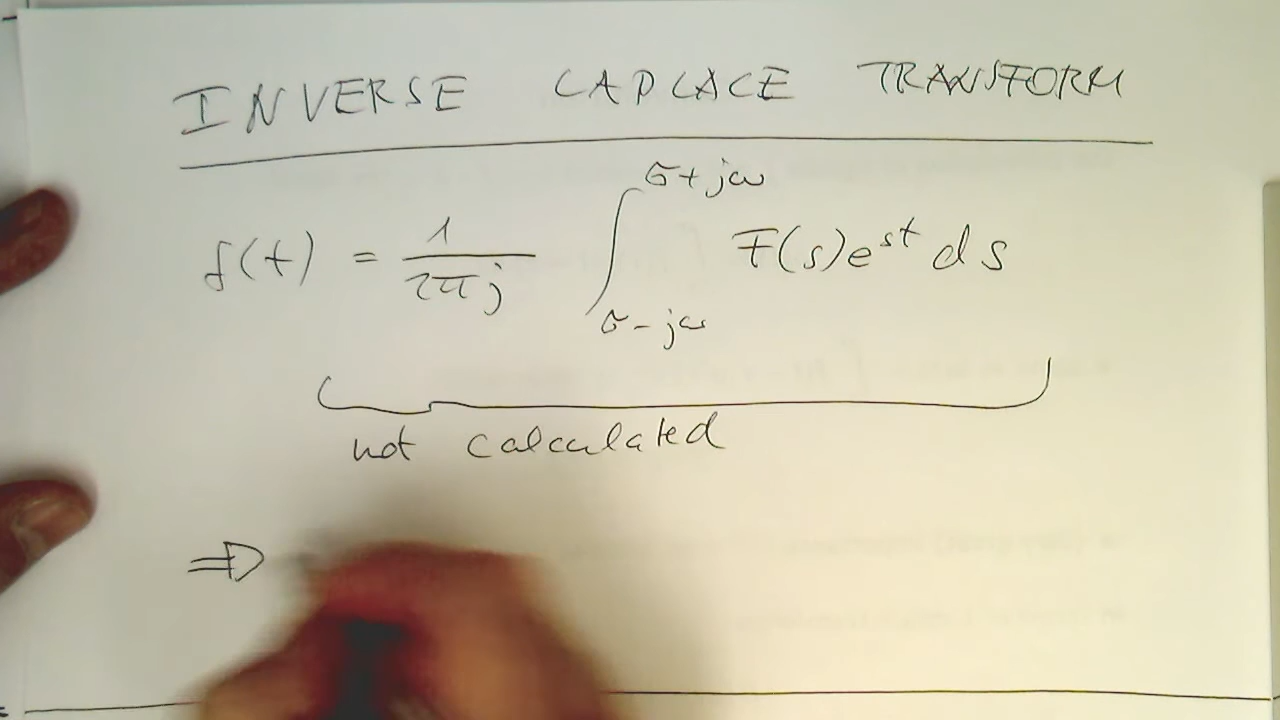 INVERSE LAPLACE TRANSFORM
f(t) = 1/2πj ∫_{σ-jω}^{σ+jω} F(s)e^{st} ds
not calculated
⇒